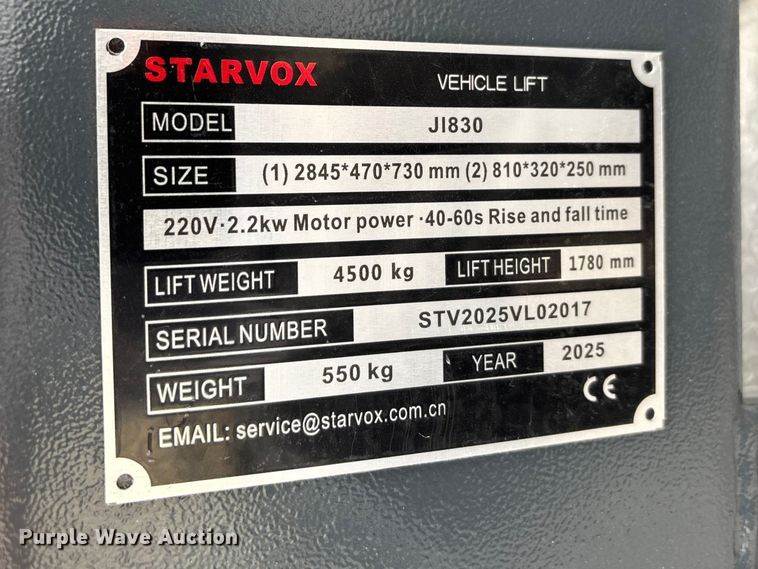 STARVOX VEHICLE LIFT
MODEL JI830
SIZE (1) 2845*470*730 mm (2) 810*320*250 mm
220V·2.2kw Motor power ·40-60s Rise and fall time
LIFT WEIGHT 4500 kg LIFT HEIGHT 1780 mm
SERIAL NUMBER STV2025VL02017
WEIGHT 550 kg YEAR 2025
CE
EMAIL: service@starvox.com.cn
Purple Wave Auction